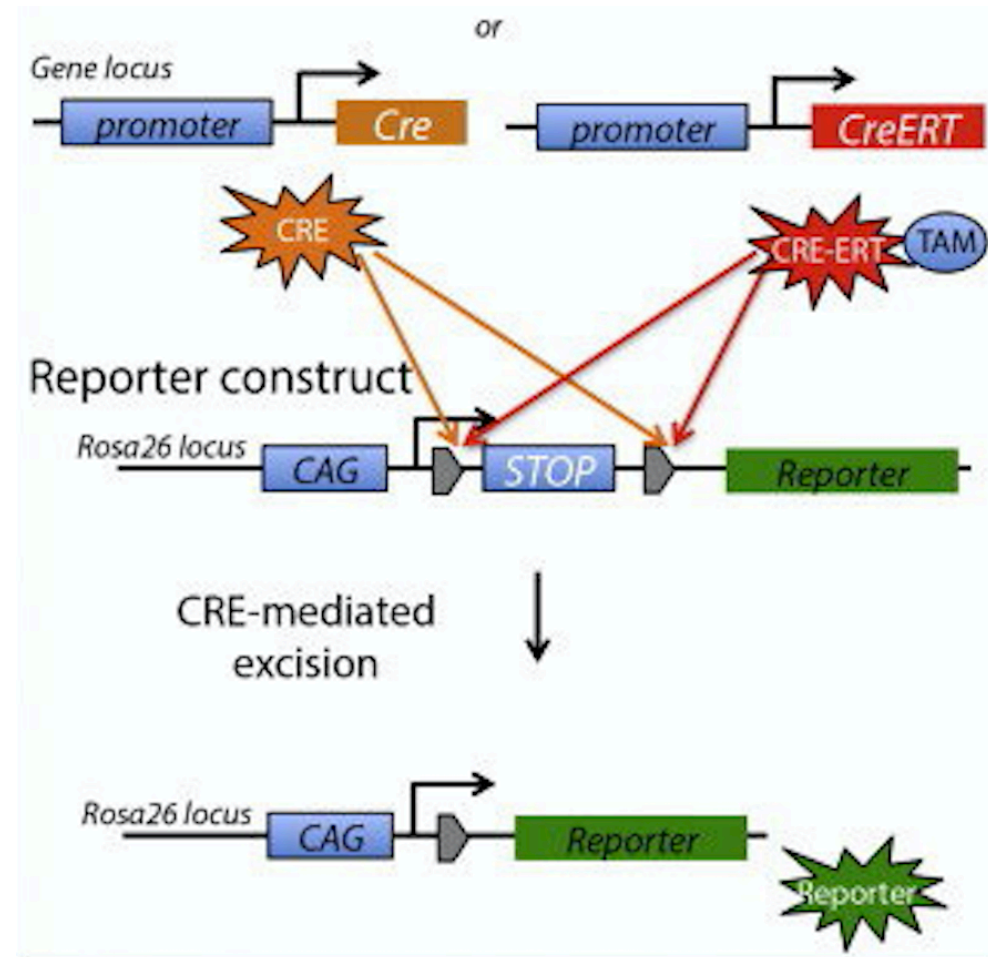 or
Gene locus
promoter
Cre
promoter
CreERT
CRE
CRE-ERT
TAM
Reporter construct
Rosa26 locus
CAG
STOP
Reporter
CRE-mediated
excision
Rosa26 locus
CAG
Reporter
Reporter